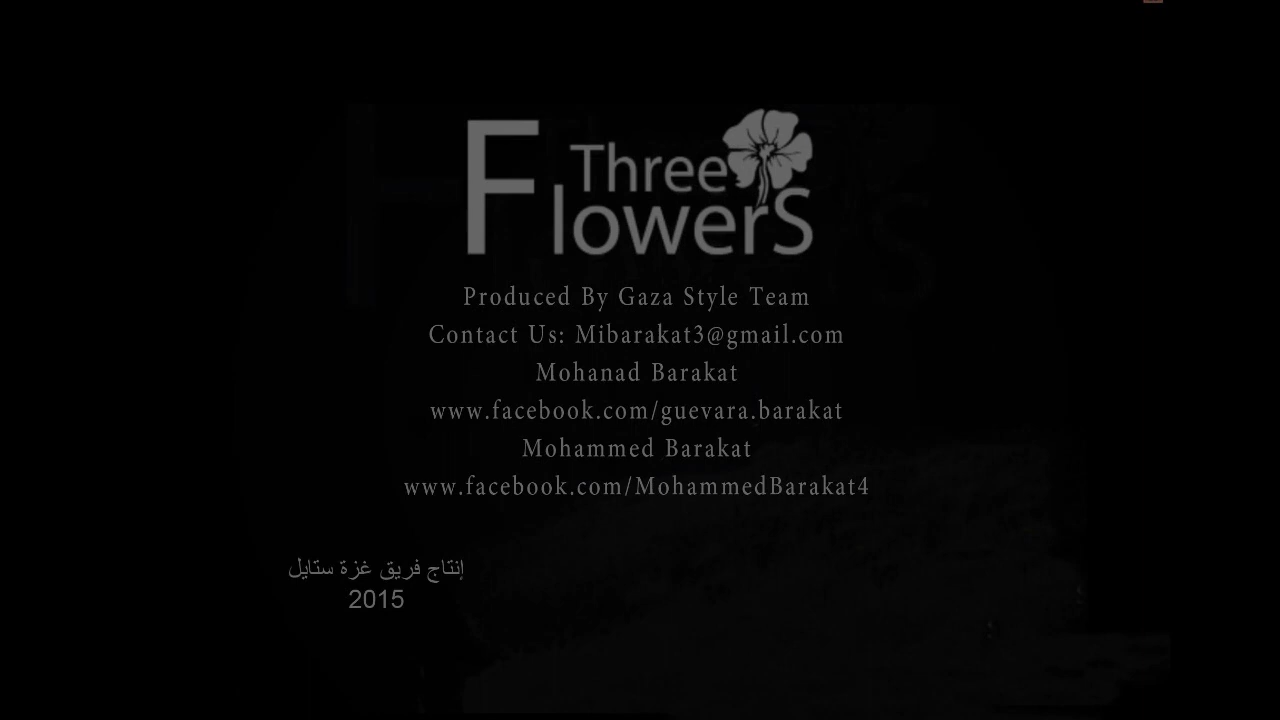 Three
FlowerS
Produced By Gaza Style Team
Contact Us: Mibarakat3@gmail.com
Mohanad Barakat
www.facebook.com/guevara.barakat
Mohammed Barakat
www.facebook.com/MohammedBarakat4
إنتاج فريق غزة ستايل
2015